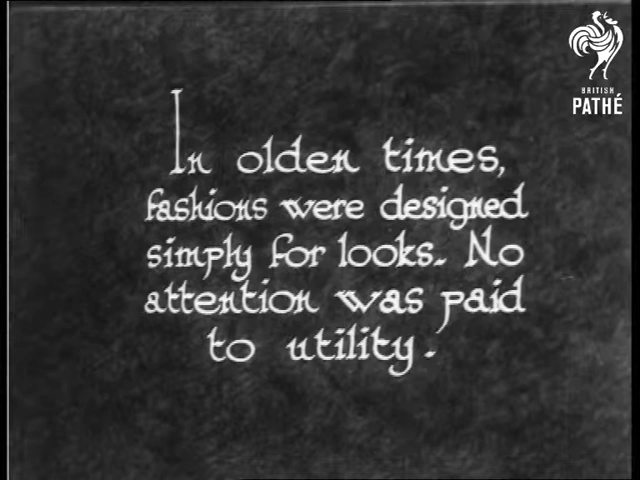 BRITISH
PATHÉ
In olden times,
fashions were designed
simply for looks. No
attention was paid
to utility.